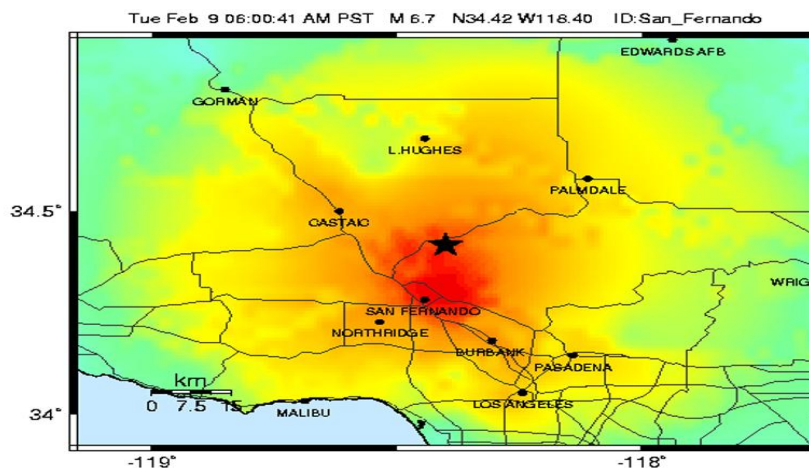 Tue Feb 9 06:00:41 AM PST M 6.7 N34.42 W118.40 ID:San_Fernando
EDWARDS AFB
GORMAN
L.HUGHES
PALMDALE
34.5°
CASTAIC
WRIG
SAN FERNANDO
NORTHRIDGE
BURBANK
PASADENA
km
0 7.5 15
LOS ANGELES
MALIBU
34°
-119° -118°